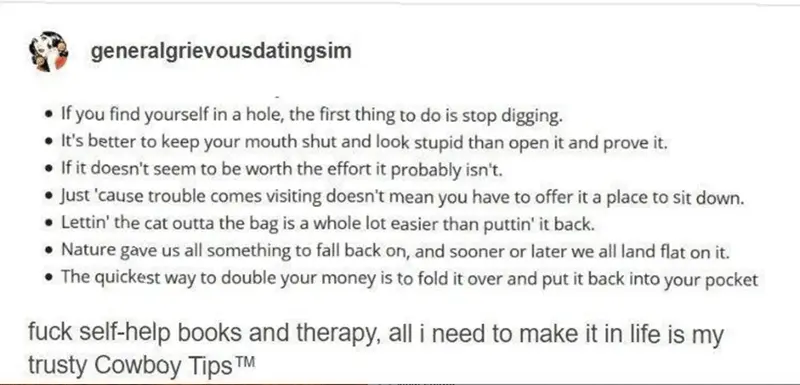 generalgrievousdatingsim
• If you find yourself in a hole, the first thing to do is stop digging.
• It's better to keep your mouth shut and look stupid than open it and prove it.
• If it doesn't seem to be worth the effort it probably isn't.
• Just 'cause trouble comes visiting doesn't mean you have to offer it a place to sit down.
• Lettin' the cat outta the bag is a whole lot easier than puttin' it back.
• Nature gave us all something to fall back on, and sooner or later we all land flat on it.
• The quickest way to double your money is to fold it over and put it back into your pocket
fuck self-help books and therapy, all i need to make it in life is my
trusty Cowboy Tips™